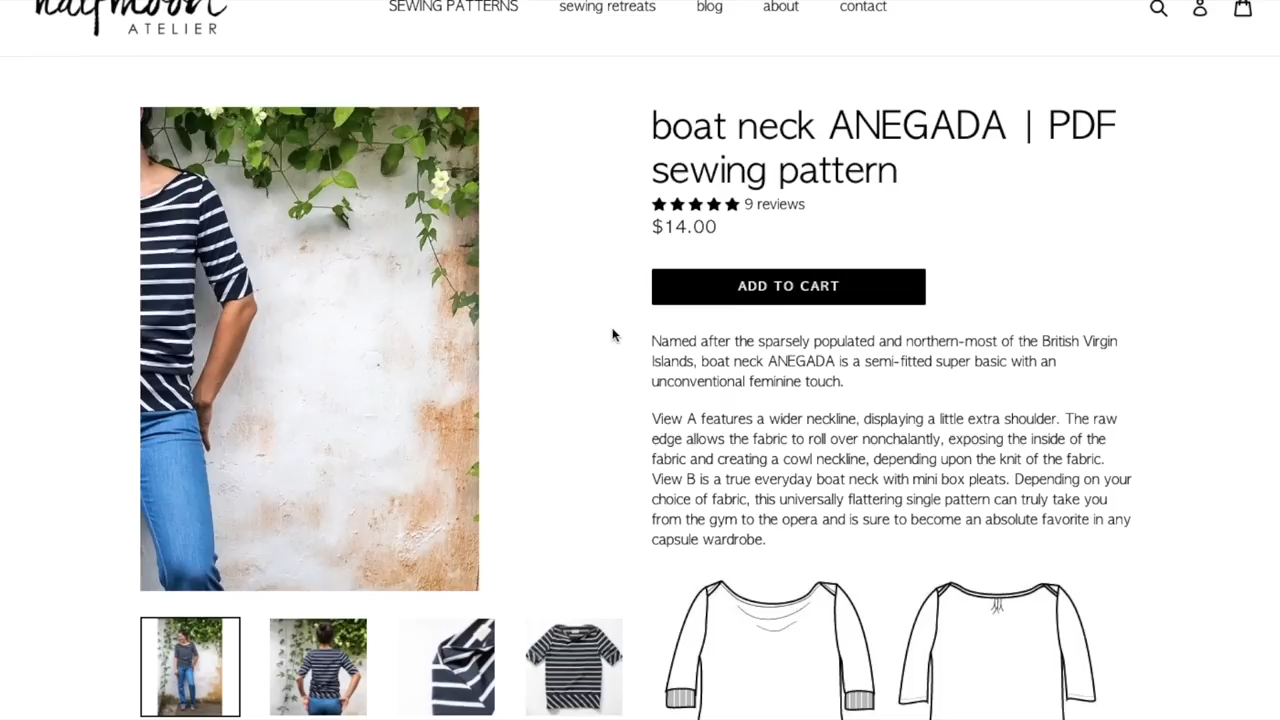 halfmoon
ATELIER
SEWING PATTERNS
sewing retreats
blog
about
contact
boat neck ANEGADA | PDF
sewing pattern
9 reviews
$14.00
ADD TO CART
Named after the sparsely populated and northern-most of the British Virgin
Islands, boat neck ANEGADA is a semi-fitted super basic with an
unconventional feminine touch.
View A features a wider neckline, displaying a little extra shoulder. The raw
edge allows the fabric to roll over nonchalantly, exposing the inside of the
fabric and creating a cowl neckline, depending upon the knit of the fabric.
View B is a true everyday boat neck with mini box pleats. Depending on your
choice of fabric, this universally flattering single pattern can truly take you
from the gym to the opera and is sure to become an absolute favorite in any
capsule wardrobe.